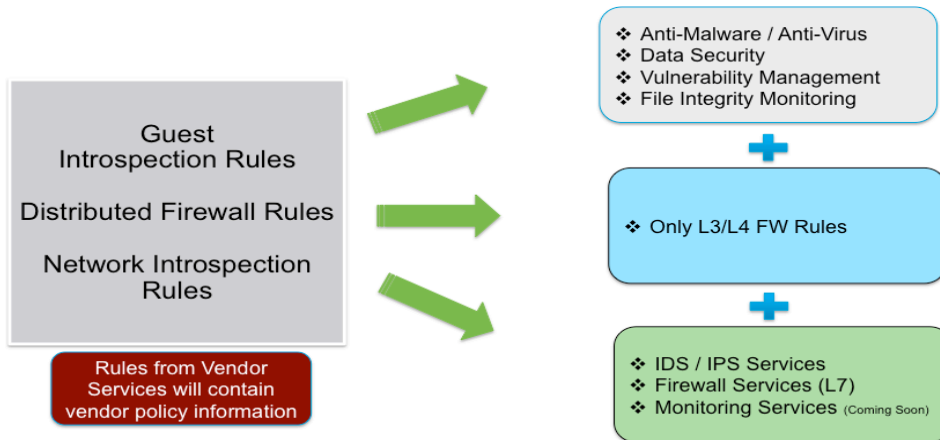 Guest
Introspection Rules
Distributed Firewall Rules
Network Introspection
Rules
Rules from Vendor
Services will contain
vendor policy information
❖ Anti-Malware / Anti-Virus
❖ Data Security
❖ Vulnerability Management
❖ File Integrity Monitoring
❖ Only L3/L4 FW Rules
❖ IDS / IPS Services
❖ Firewall Services (L7)
❖ Monitoring Services (Coming Soon)